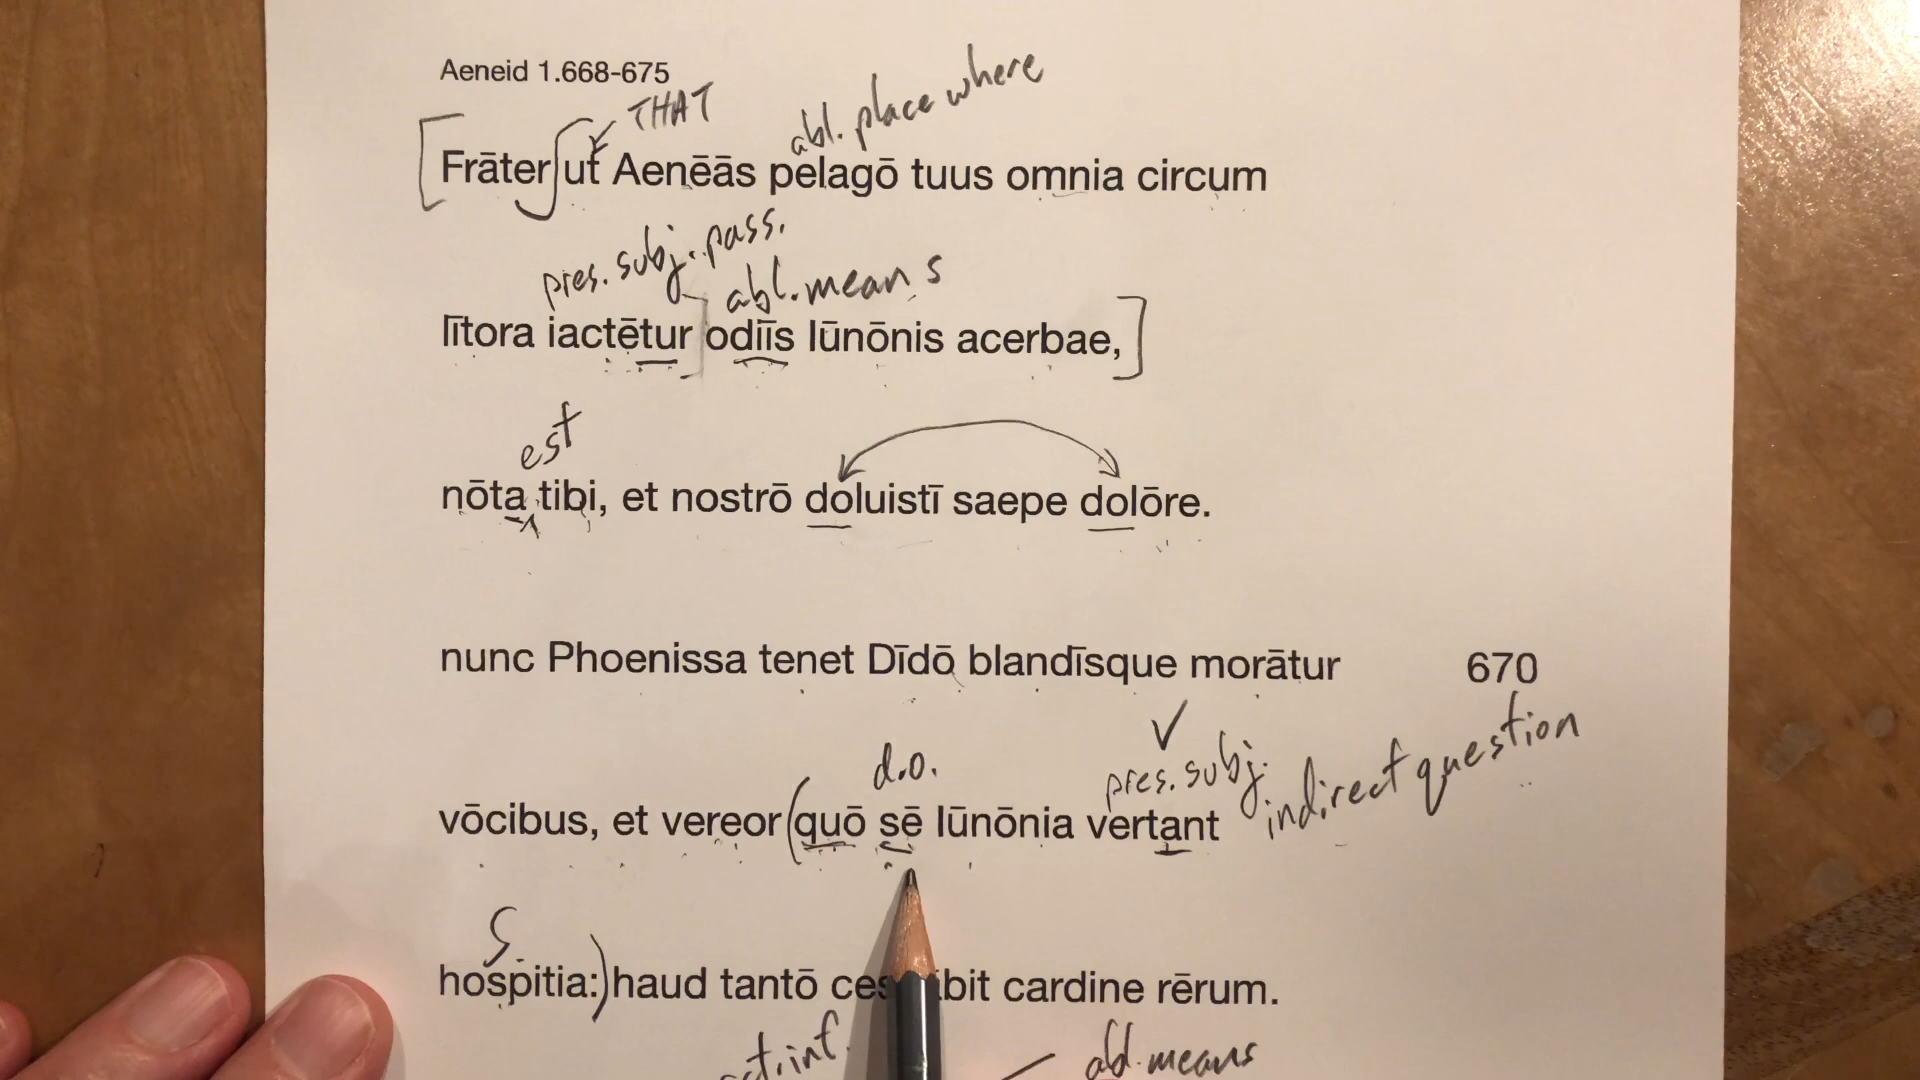 Aeneid 1.668-675
THAT
abl. place where
[Frāter ut Aenēās pelagō tuus omnia circum
pres. subj. pass.
abl. means
lītora iactētur odiīs Iūnōnis acerbae,]
est
nōta tibi, et nostrō doluistī saepe dolōre.
nunc Phoenissa tenet Dīdō blandīsque morātur 670
V
d.o.
pres. subj. indirect question
vōcibus, et vereor (quō sē Iūnōnia vertant
S
hospitia:) haud tantō cardine rērum.
inf.
abl. means